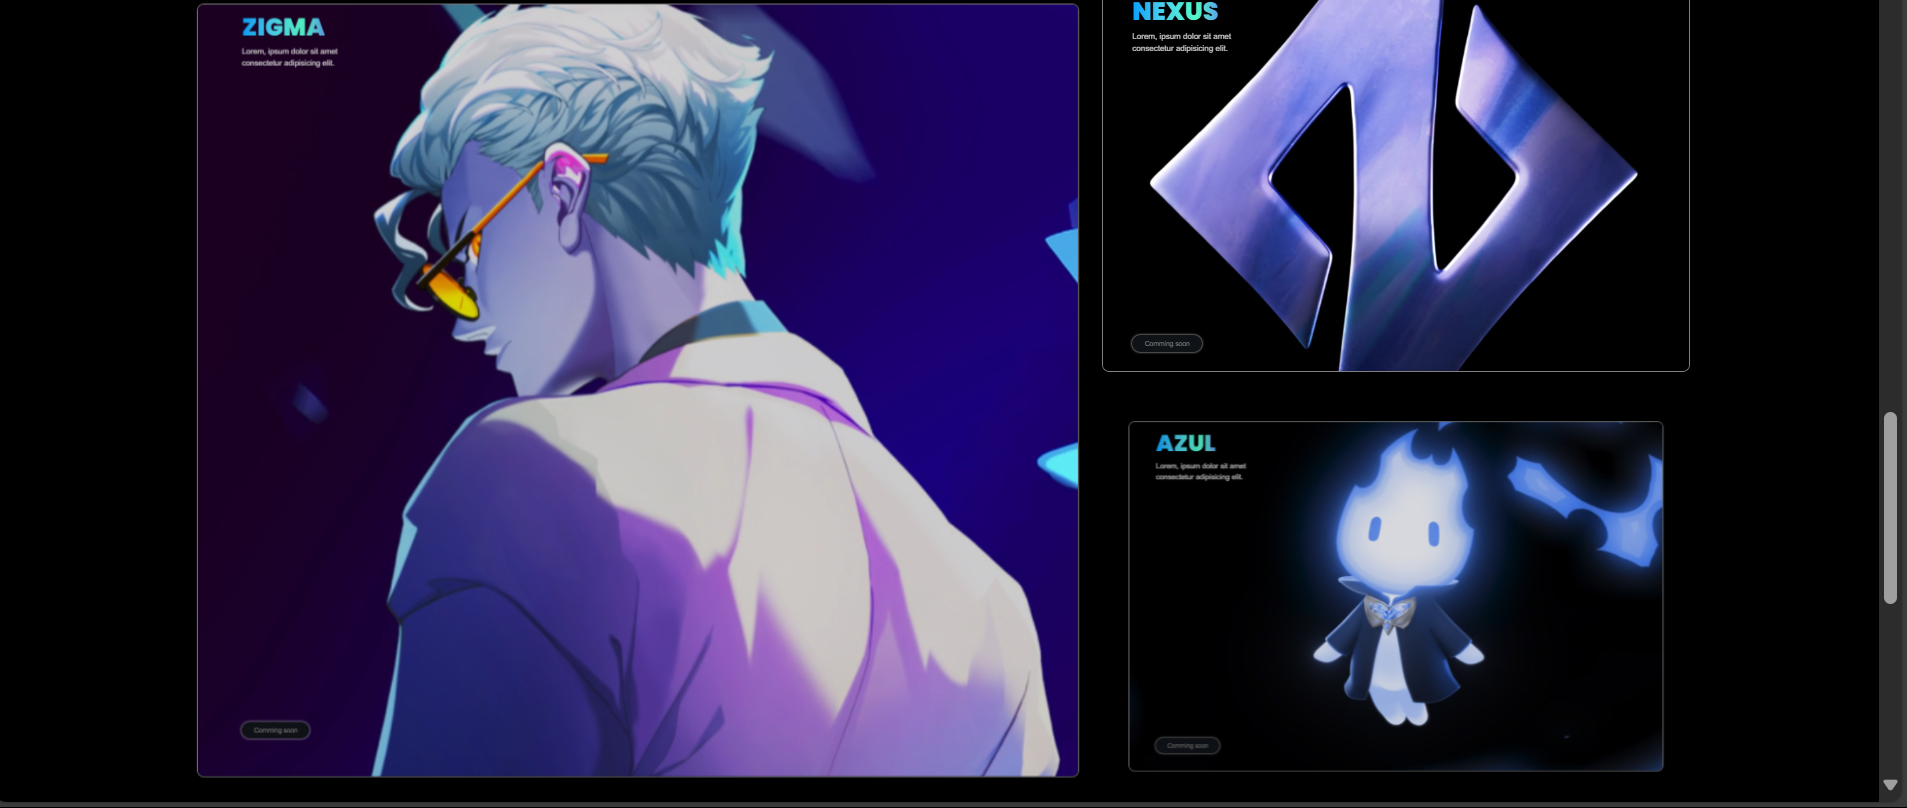 ZIGMA
Lorem, ipsum dolor sit amet
consectetur adipisicing elit.
Comming soon
NEXUS
Lorem, ipsum dolor sit amet
consectetur adipisicing elit.
Comming soon
AZUL
Lorem, ipsum dolor sit amet
consectetur adipisicing elit.
Comming soon